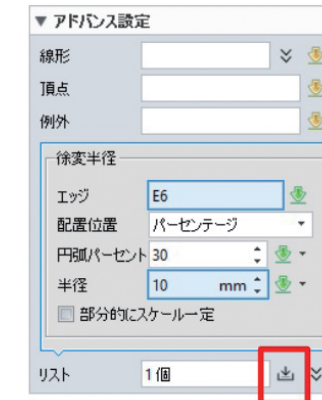 ▼ アドバンス設定
線形
頂点
例外
徐変半径
エッジ E6
配置位置 パーセンテージ
円弧パーセント 30
半径 10 mm
部分的にスケール一定
リスト 1個